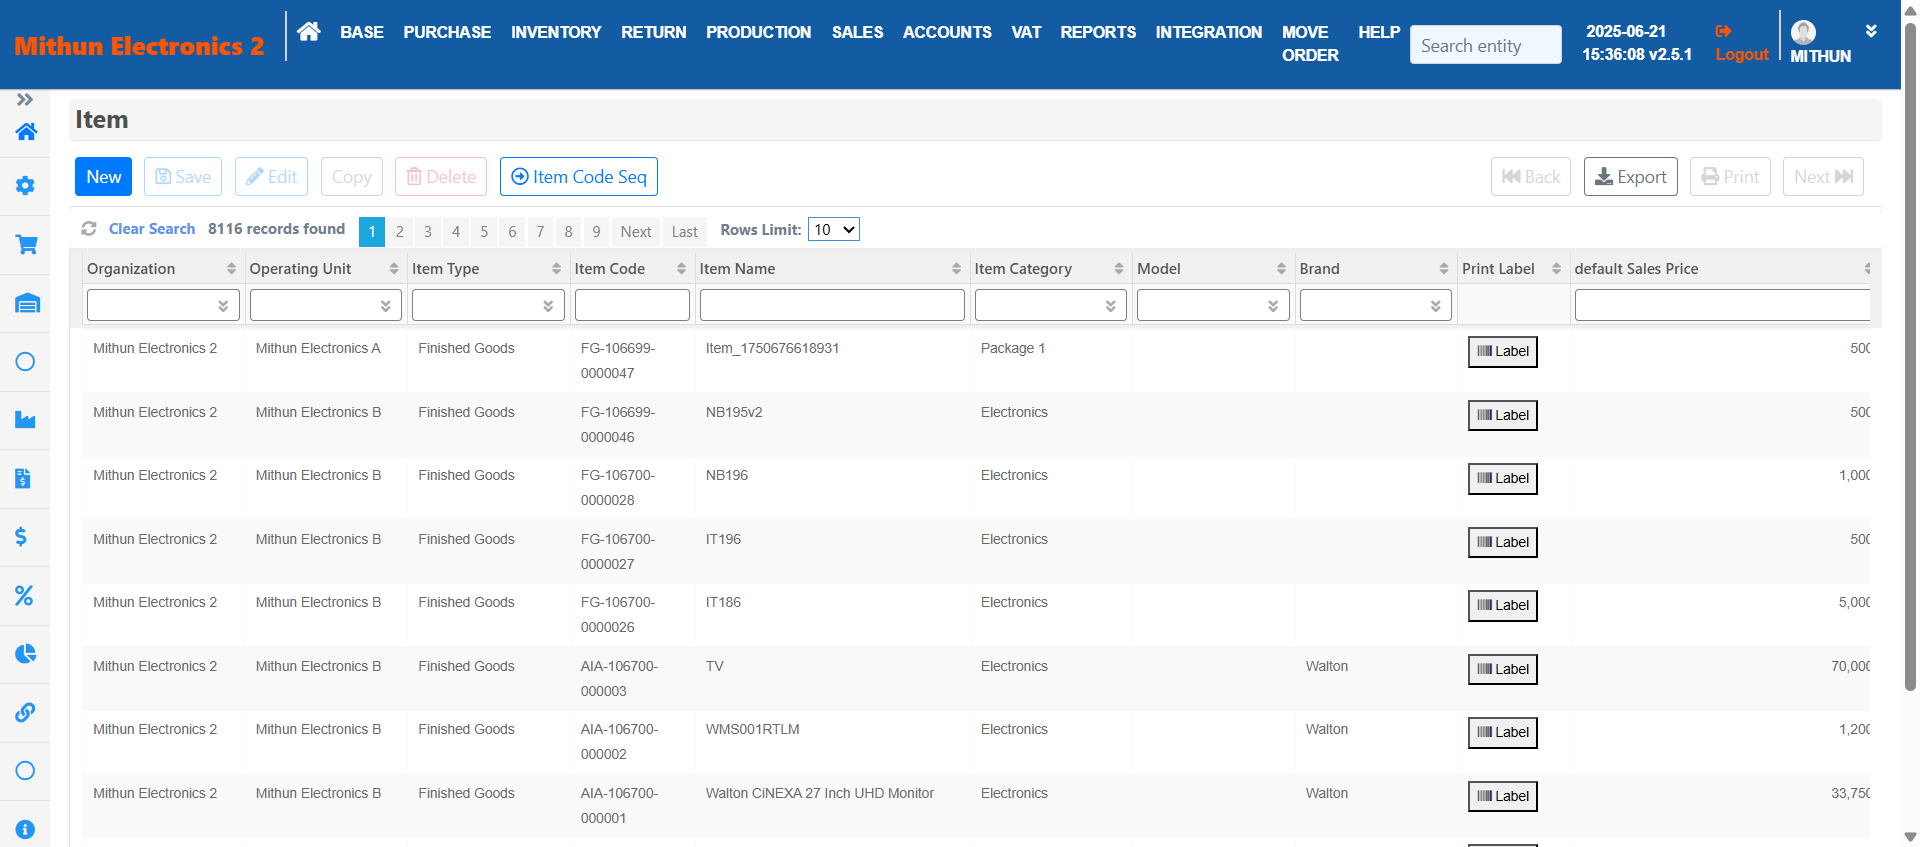 Mithun Electronics 2
BASE PURCHASE INVENTORY RETURN PRODUCTION SALES ACCOUNTS VAT REPORTS INTEGRATION MOVE ORDER HELP
Search entity
2025-06-21
15:36:08 v2.5.1
Logout
MITHUN
Item
New Save Edit Copy Delete Item Code Seq Back Export Print Next
Clear Search 8116 records found 1 2 3 4 5 6 7 8 9 Next Last Rows Limit: 10
Organization Operating Unit Item Type Item Code Item Name Item Category Model Brand Print Label default Sales Price
Mithun Electronics 2 Mithun Electronics A Finished Goods FG-106699- Item_1750676618931 Package 1 Label 500
0000047
Mithun Electronics 2 Mithun Electronics B Finished Goods FG-106699- NB195v2 Electronics Label 500
0000046
Mithun Electronics 2 Mithun Electronics B Finished Goods FG-106700- NB196 Electronics Label 1,000
0000028
Mithun Electronics 2 Mithun Electronics B Finished Goods FG-106700- IT196 Electronics Label 500
0000027
Mithun Electronics 2 Mithun Electronics B Finished Goods FG-106700- IT186 Electronics Label 5,000
0000026
Mithun Electronics 2 Mithun Electronics B Finished Goods AIA-106700- TV Electronics Walton Label 70,000
000003
Mithun Electronics 2 Mithun Electronics B Finished Goods AIA-106700- WMS001RTLM Electronics Walton Label 1,200
000002
Mithun Electronics 2 Mithun Electronics B Finished Goods AIA-106700- Walton CiNEXA 27 Inch UHD Monitor Electronics Walton Label 33,750
000001